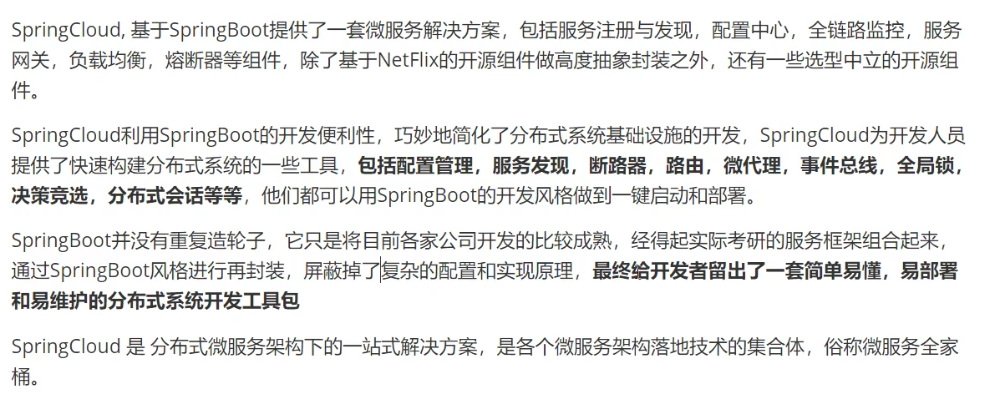 SpringCloud, 基于SpringBoot提供了一套微服务解决方案，包括服务注册与发现，配置中心，全链路监控，服务
网关，负载均衡，熔断器等组件，除了基于NetFlix的开源组件做高度抽象封装之外，还有一些选型中立的开源组
件。
SpringCloud利用SpringBoot的开发便利性，巧妙地简化了分布式系统基础设施的开发，SpringCloud为开发人员
提供了快速构建分布式系统的一些工具，包括配置管理，服务发现，断路器，路由，微代理，事件总线，全局锁，
决策竞选，分布式会话等等，他们都可以用SpringBoot的开发风格做到一键启动和部署。
SpringBoot并没有重复造轮子，它只是将目前各家公司开发的比较成熟，经得起实际考研的服务框架组合起来，
通过SpringBoot风格进行再封装，屏蔽掉了复杂的配置和实现原理，最终给开发者留出了一套简单易懂，易部署
和易维护的分布式系统开发工具包
SpringCloud 是 分布式微服务架构下的一站式解决方案，是各个微服务架构落地技术的集合体，俗称微服务全家
桶。